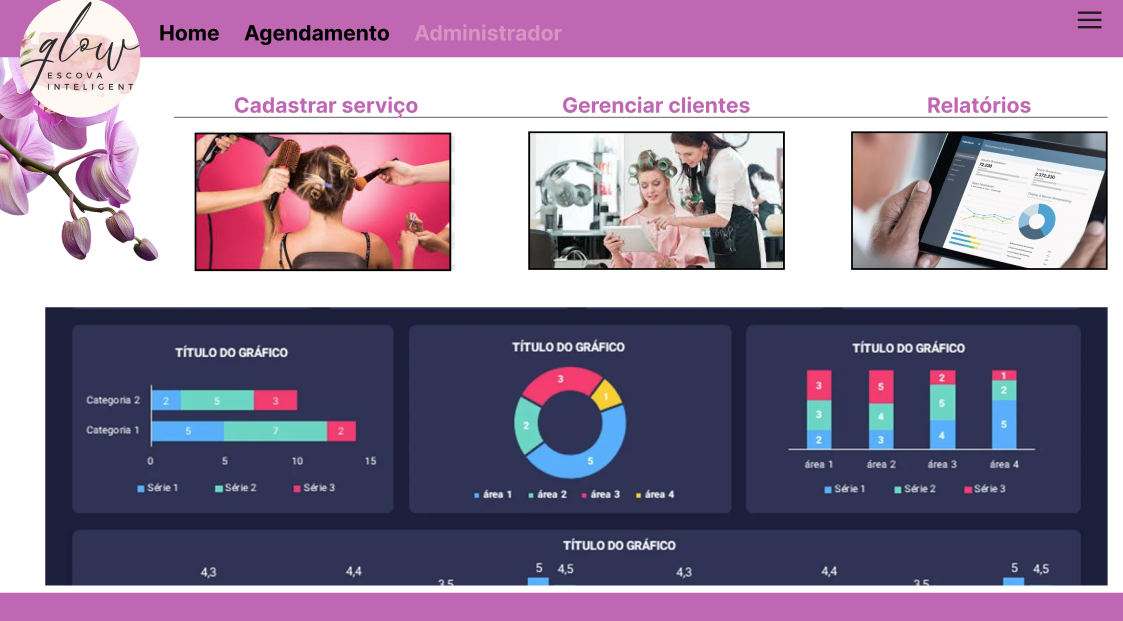 glow
ESCOVA
INTELIGENT
Home Agendamento Administrador
Cadastrar serviço Gerenciar clientes Relatórios
TÍTULO DO GRÁFICO
Categoria 2 2 5 3
Categoria 1 5 7 2
0 5 10 15
Série 1 Série 2 Série 3
TÍTULO DO GRÁFICO
3
1
2
5
área 1 área 2 área 3 área 4
TÍTULO DO GRÁFICO
3 5 2 1
3 4 5 2
2 3 4 5
área 1 área 2 área 3 área 4
Série 1 Série 2 Série 3
TÍTULO DO GRÁFICO
4,3 4,4 3,5 5 4,5 4,3 4,4 3,5 5 4,5